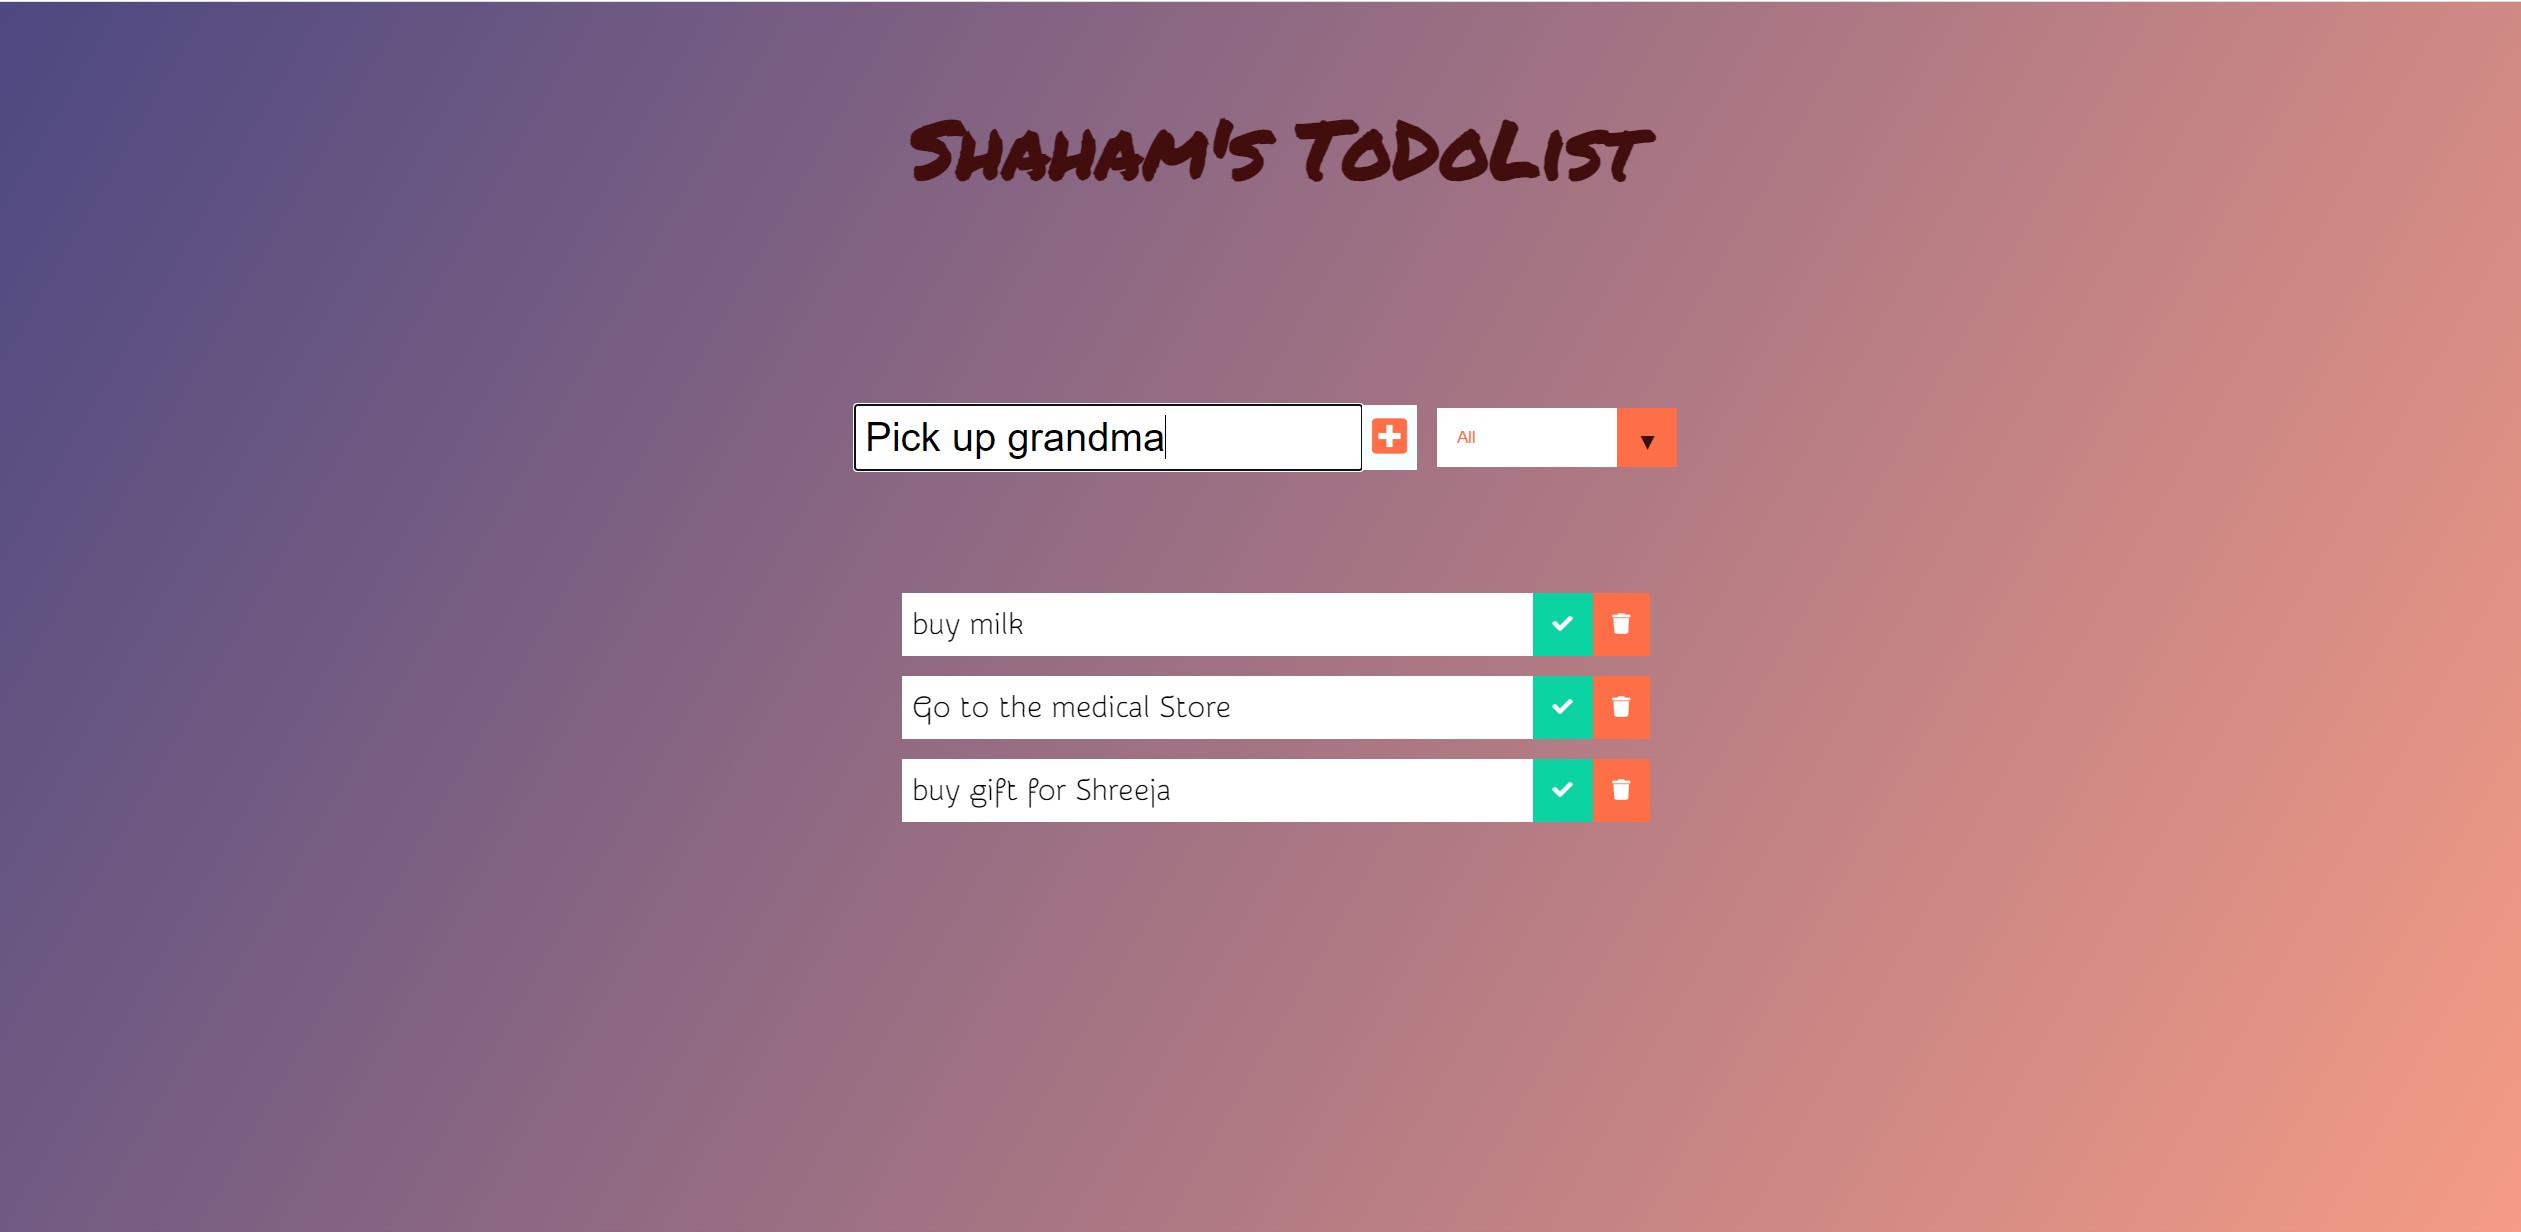 Shaham's ToDoList
Pick up grandma
All
buy milk
Go to the medical Store
buy gift for Shreeja